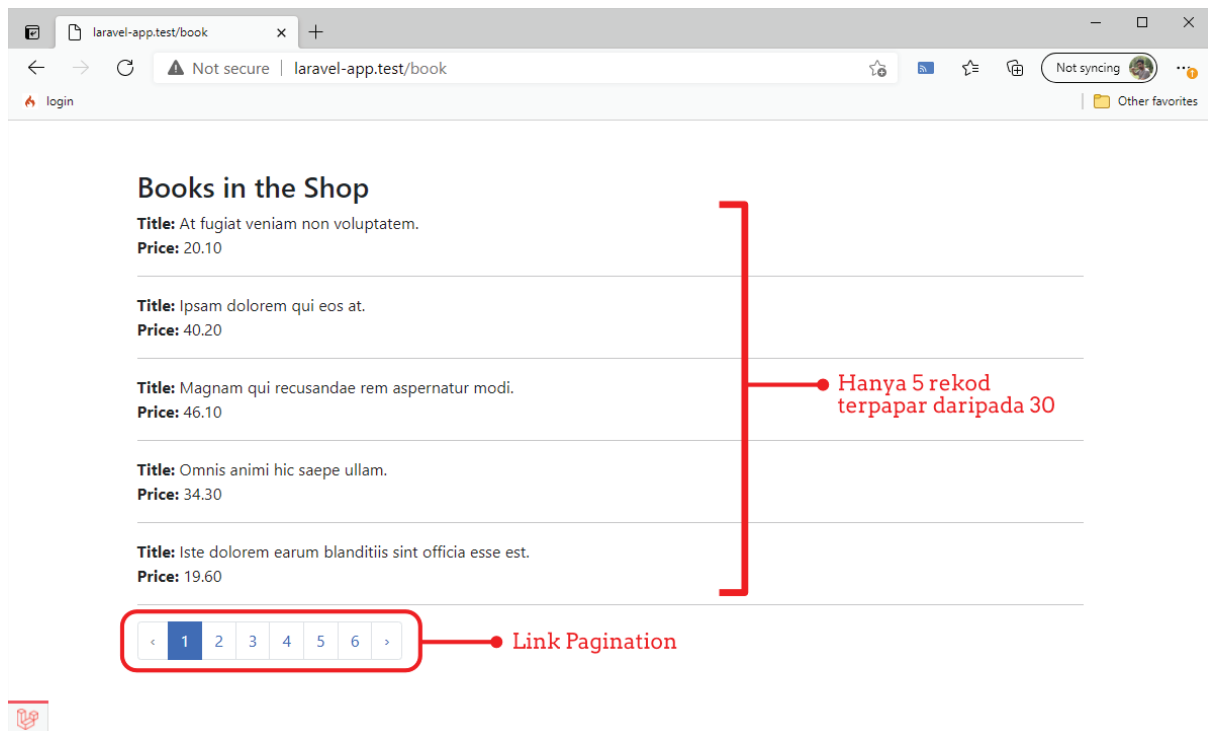 laravel-app.test/book
Not secure | laravel-app.test/book
Not syncing
login
Other favorites
Books in the Shop
Title: At fugiat veniam non voluptatem.
Price: 20.10
Title: Ipsam dolorem qui eos at.
Price: 40.20
Title: Magnam qui recusandae rem aspernatur modi.
Price: 46.10
Hanya 5 rekod
terpapar daripada 30
Title: Omnis animi hic saepe ullam.
Price: 34.30
Title: Iste dolorem earum blanditiis sint officia esse est.
Price: 19.60
‹ 1 2 3 4 5 6 ›
Link Pagination